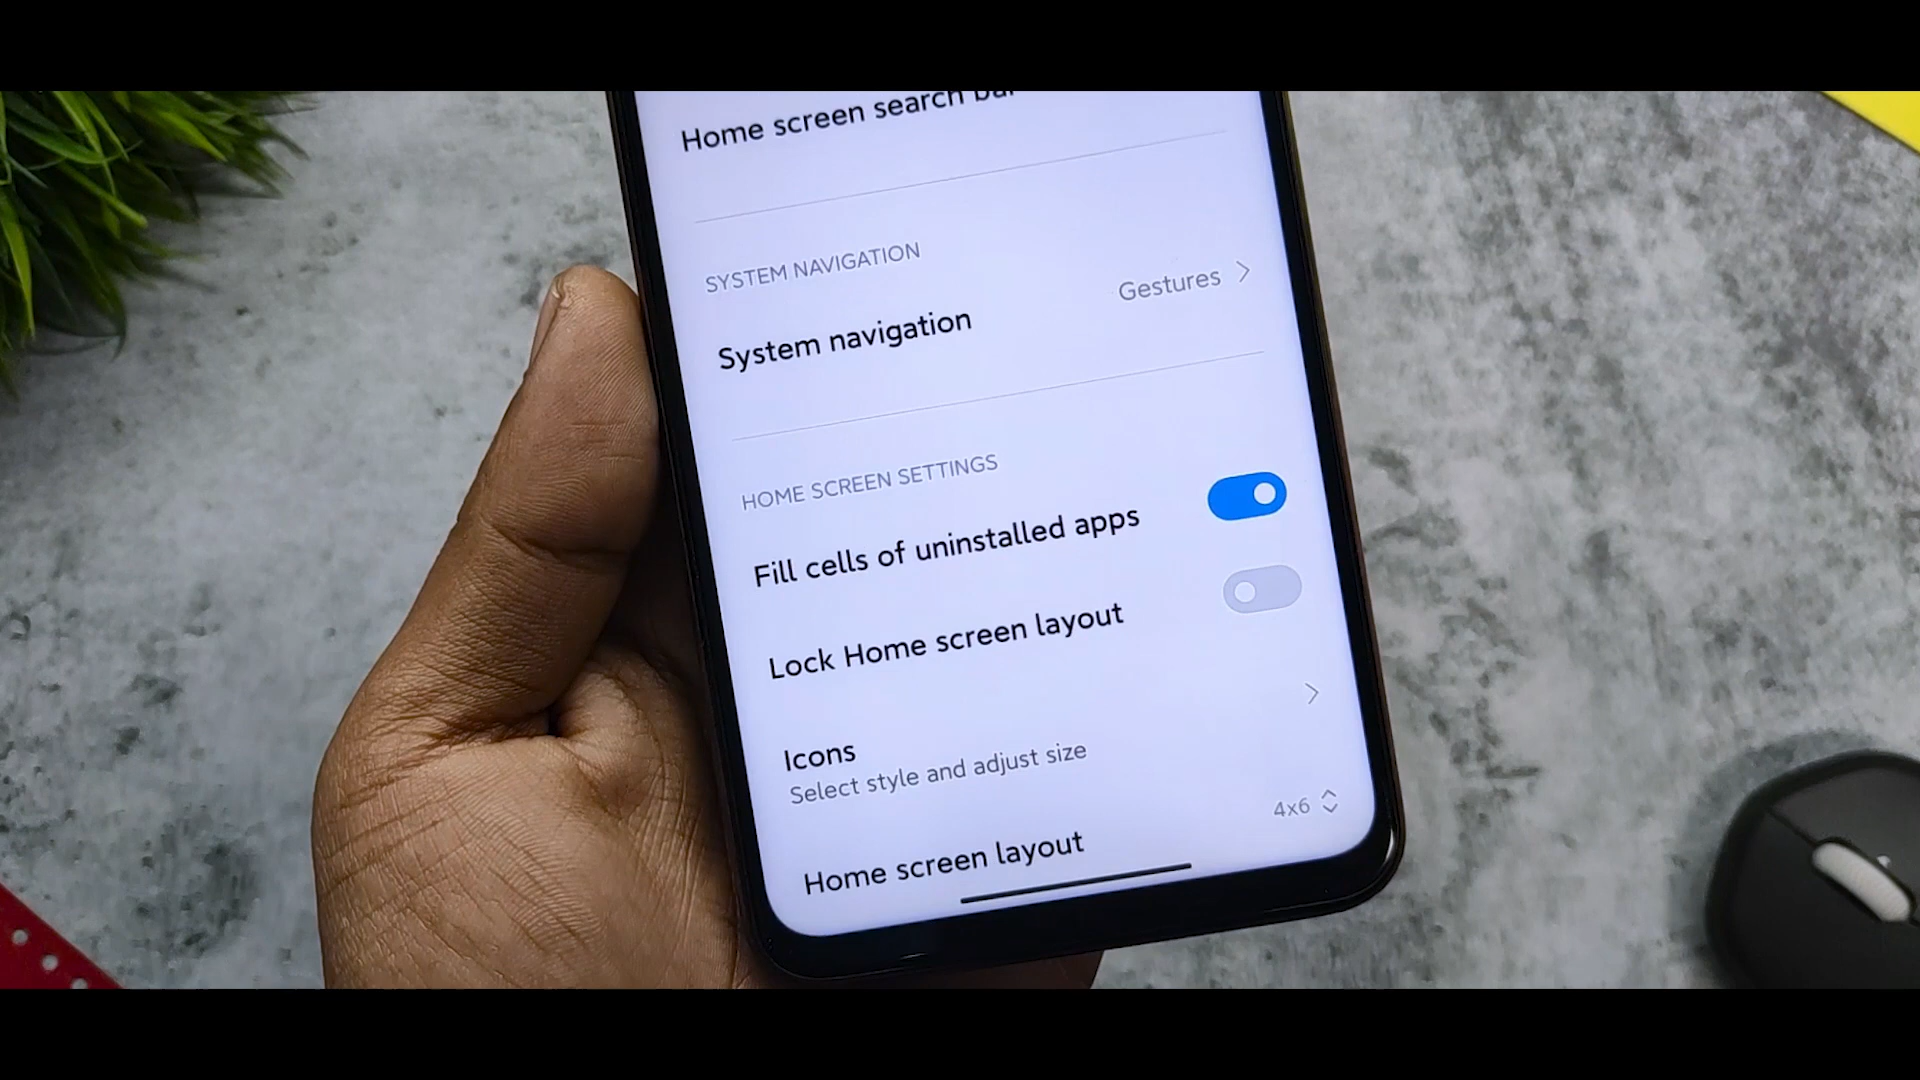 Home screen search bar
SYSTEM NAVIGATION
System navigation
Gestures
HOME SCREEN SETTINGS
Fill cells of uninstalled apps
Lock Home screen layout
Icons
Select style and adjust size
Home screen layout
4x6